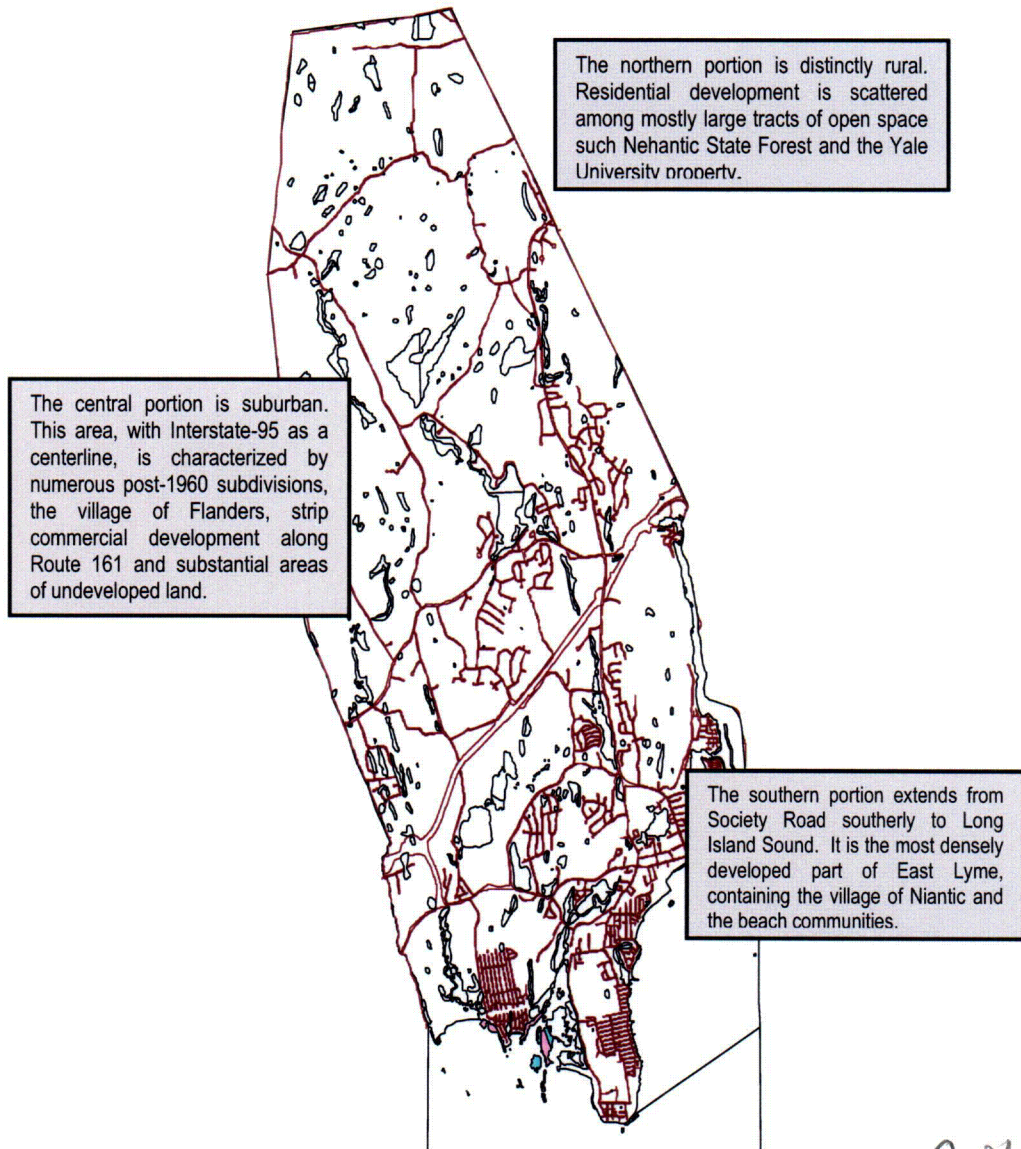 The northern portion is distinctly rural.
Residential development is scattered
among mostly large tracts of open space
such Nehantic State Forest and the Yale
University property.
The central portion is suburban.
This area, with Interstate-95 as a
centerline, is characterized by
numerous post-1960 subdivisions,
the village of Flanders, strip
commercial development along
Route 161 and substantial areas
of undeveloped land.
The southern portion extends from
Society Road southerly to Long
Island Sound. It is the most densely
developed part of East Lyme,
containing the village of Niantic and
the beach communities.